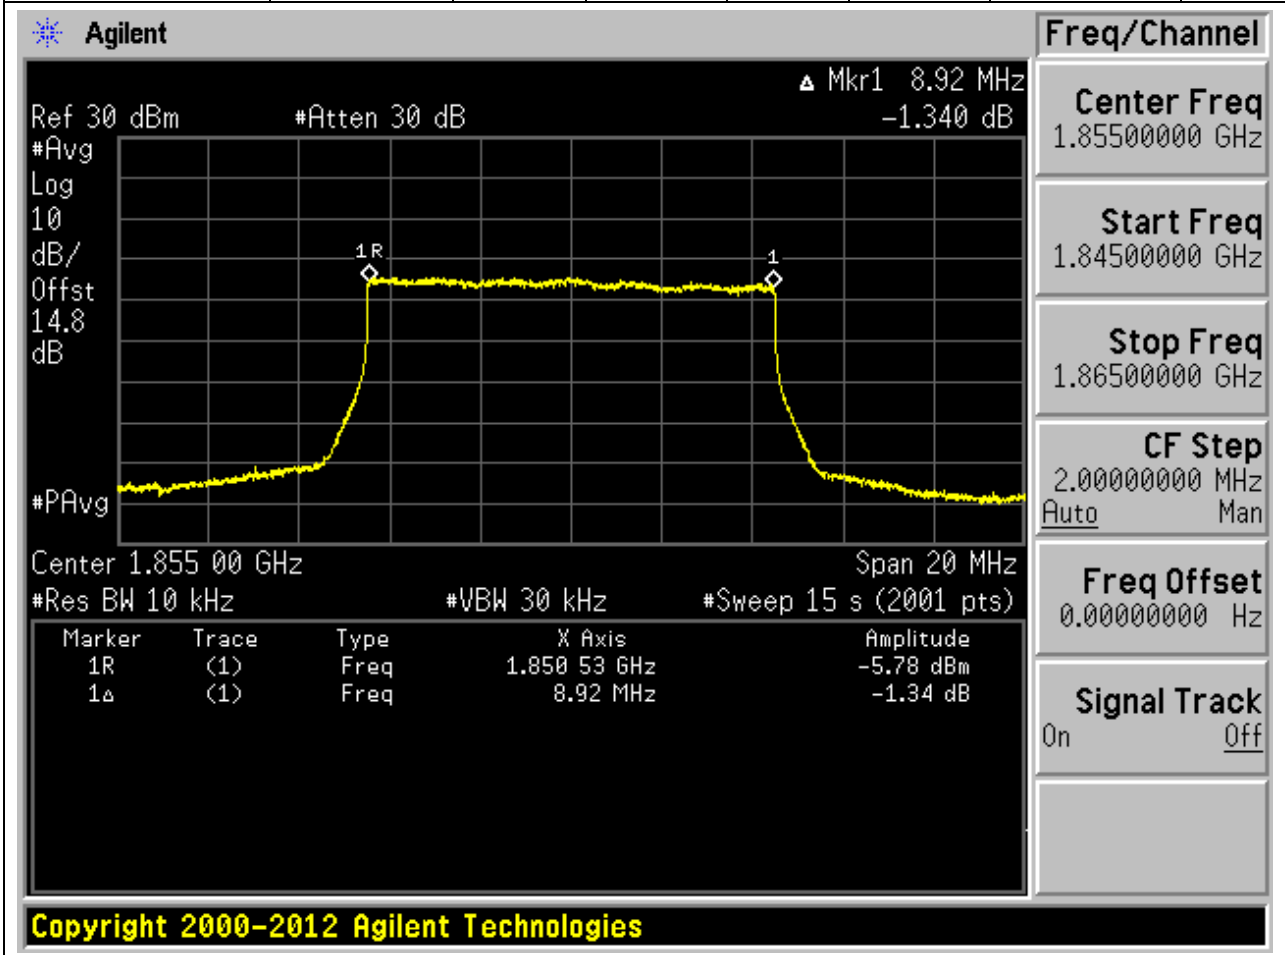 Agilent
Freq/Channel
Δ Mkr1 8.92 MHz
Ref 30 dBm #Atten 30 dB -1.340 dB
#Avg
Log
10
dB/
Offst
14.8
dB
1R
1
#PAvg
Center 1.855 00 GHz Span 20 MHz
#Res BW 10 kHz #VBW 30 kHz #Sweep 15 s (2001 pts)
Marker Trace Type X Axis Amplitude
1R (1) Freq 1.850 53 GHz -5.78 dBm
1Δ (1) Freq 8.92 MHz -1.34 dB
Center Freq
1.85500000 GHz
Start Freq
1.84500000 GHz
Stop Freq
1.86500000 GHz
CF Step
2.00000000 MHz
Auto Man
Freq Offset
0.00000000 Hz
Signal Track
On Off
Copyright 2000-2012 Agilent Technologies